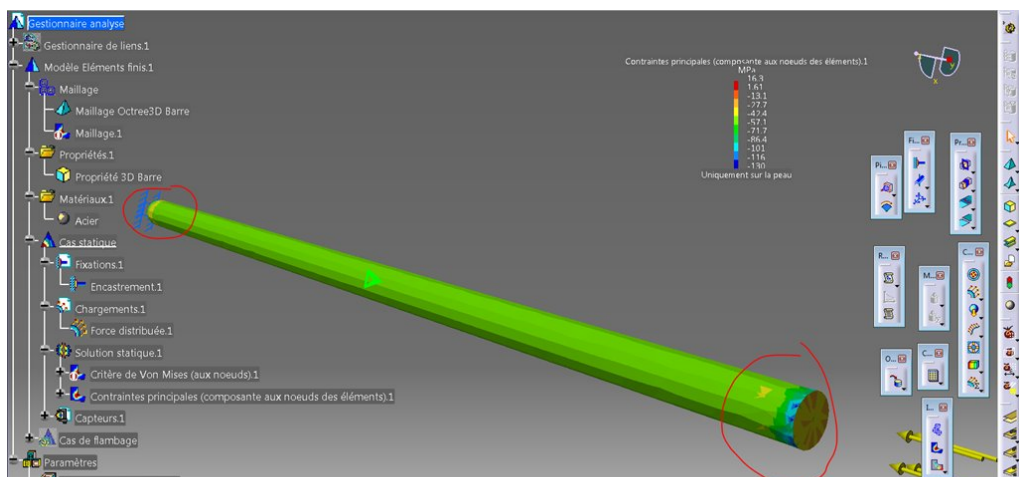 Gestionnaire analyse
Gestionnaire de liens.1
Modèle Eléments finis.1
Maillage
Maillage Octree3D Barre
Maillage.1
Propriétés.1
Propriété 3D Barre
Matériaux.1
Acier
Cas statique
Fixations.1
Encastrement.1
Chargements.1
Force distribuée.1
Solution statique.1
Critère de Von Mises (aux noeuds).1
Contraintes principales (composante aux noeuds des éléments).1
Capteurs.1
Cas de flambage
Paramètres
Contraintes principales (composante aux noeuds des éléments).1
MPa
16.3
1.61
-13.1
-27.7
-42.4
-57.1
-71.7
-86.4
-101
-116
-130
Uniquement sur la peau
Fi...
Pr...
Pi...
R...
M...
C...
O...
C...
I...